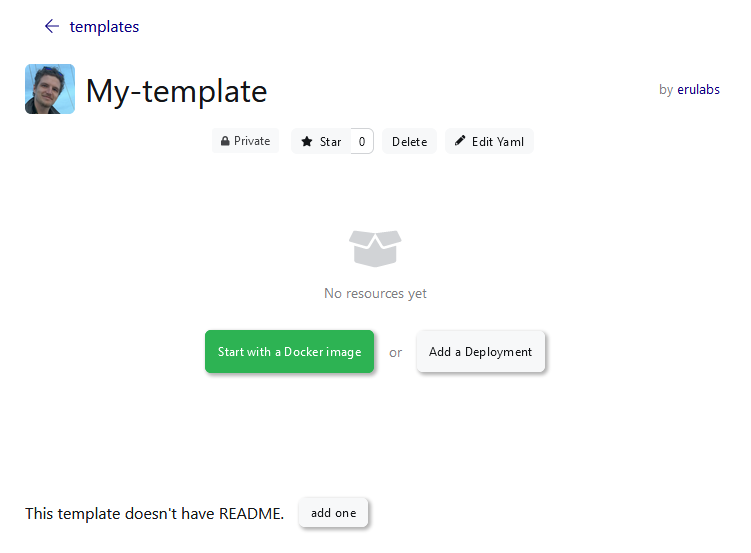 templates
My-template
by erulabs
Private Star 0 Delete Edit Yaml
No resources yet
Start with a Docker image or Add a Deployment
This template doesn't have README. add one